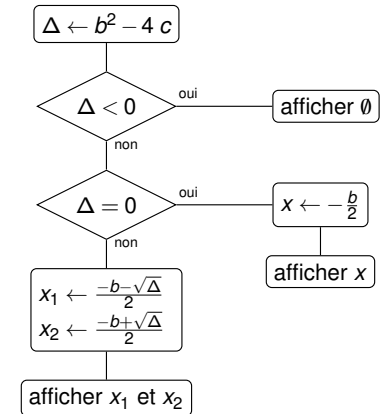 Δ ← b² − 4 c
Δ < 0
oui
afficher ∅
non
Δ = 0
oui
x ← −b/2
non
afficher x
x₁ ← (−b−√Δ)/2
x₂ ← (−b+√Δ)/2
afficher x₁ et x₂